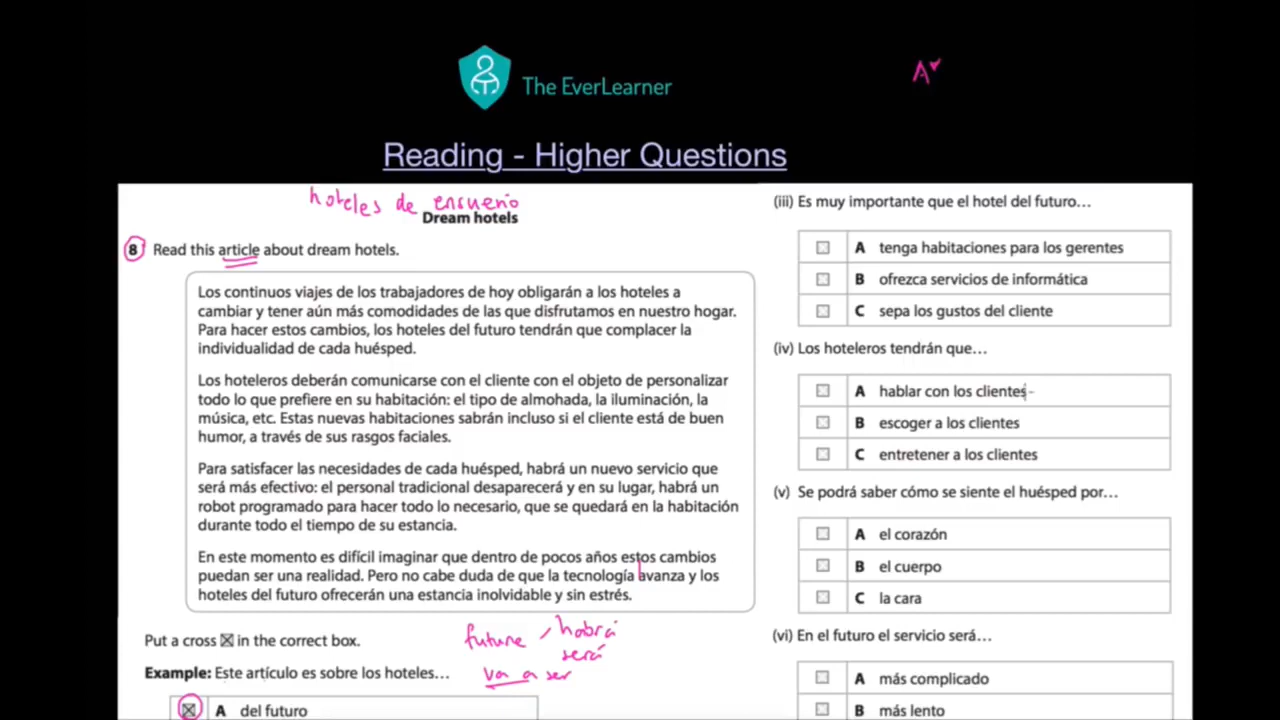 The EverLearner
A
Reading - Higher Questions
hoteles de ensueño
Dream hotels
8 Read this article about dream hotels.
Los continuos viajes de los trabajadores de hoy obligarán a los hoteles a
cambiar y tener aún más comodidades de las que disfrutamos en nuestro hogar.
Para hacer estos cambios, los hoteles del futuro tendrán que complacer la
individualidad de cada huésped.
Los hoteleros deberán comunicarse con el cliente con el objeto de personalizar
todo lo que prefiere en su habitación: el tipo de almohada, la iluminación, la
música, etc. Estas nuevas habitaciones sabrán incluso si el cliente está de buen
humor, a través de sus rasgos faciales.
Para satisfacer las necesidades de cada huésped, habrá un nuevo servicio que
será más efectivo: el personal tradicional desaparecerá y en su lugar, habrá un
robot programado para hacer todo lo necesario, que se quedará en la habitación
durante todo el tiempo de su estancia.
En este momento es difícil imaginar que dentro de pocos años estos cambios
puedan ser una realidad. Pero no cabe duda de que la tecnología avanza y los
hoteles del futuro ofrecerán una estancia inolvidable y sin estrés.
future / habrá
será
va a ser
Put a cross ☒ in the correct box.
Example: Este artículo es sobre los hoteles…
A del futuro
(iii) Es muy importante que el hotel del futuro…
A tenga habitaciones para los gerentes
B ofrezca servicios de informática
C sepa los gustos del cliente
(iv) Los hoteleros tendrán que…
A hablar con los clientes
B escoger a los clientes
C entretener a los clientes
(v) Se podrá saber cómo se siente el huésped por…
A el corazón
B el cuerpo
C la cara
(vi) En el futuro el servicio será…
A más complicado
B más lento